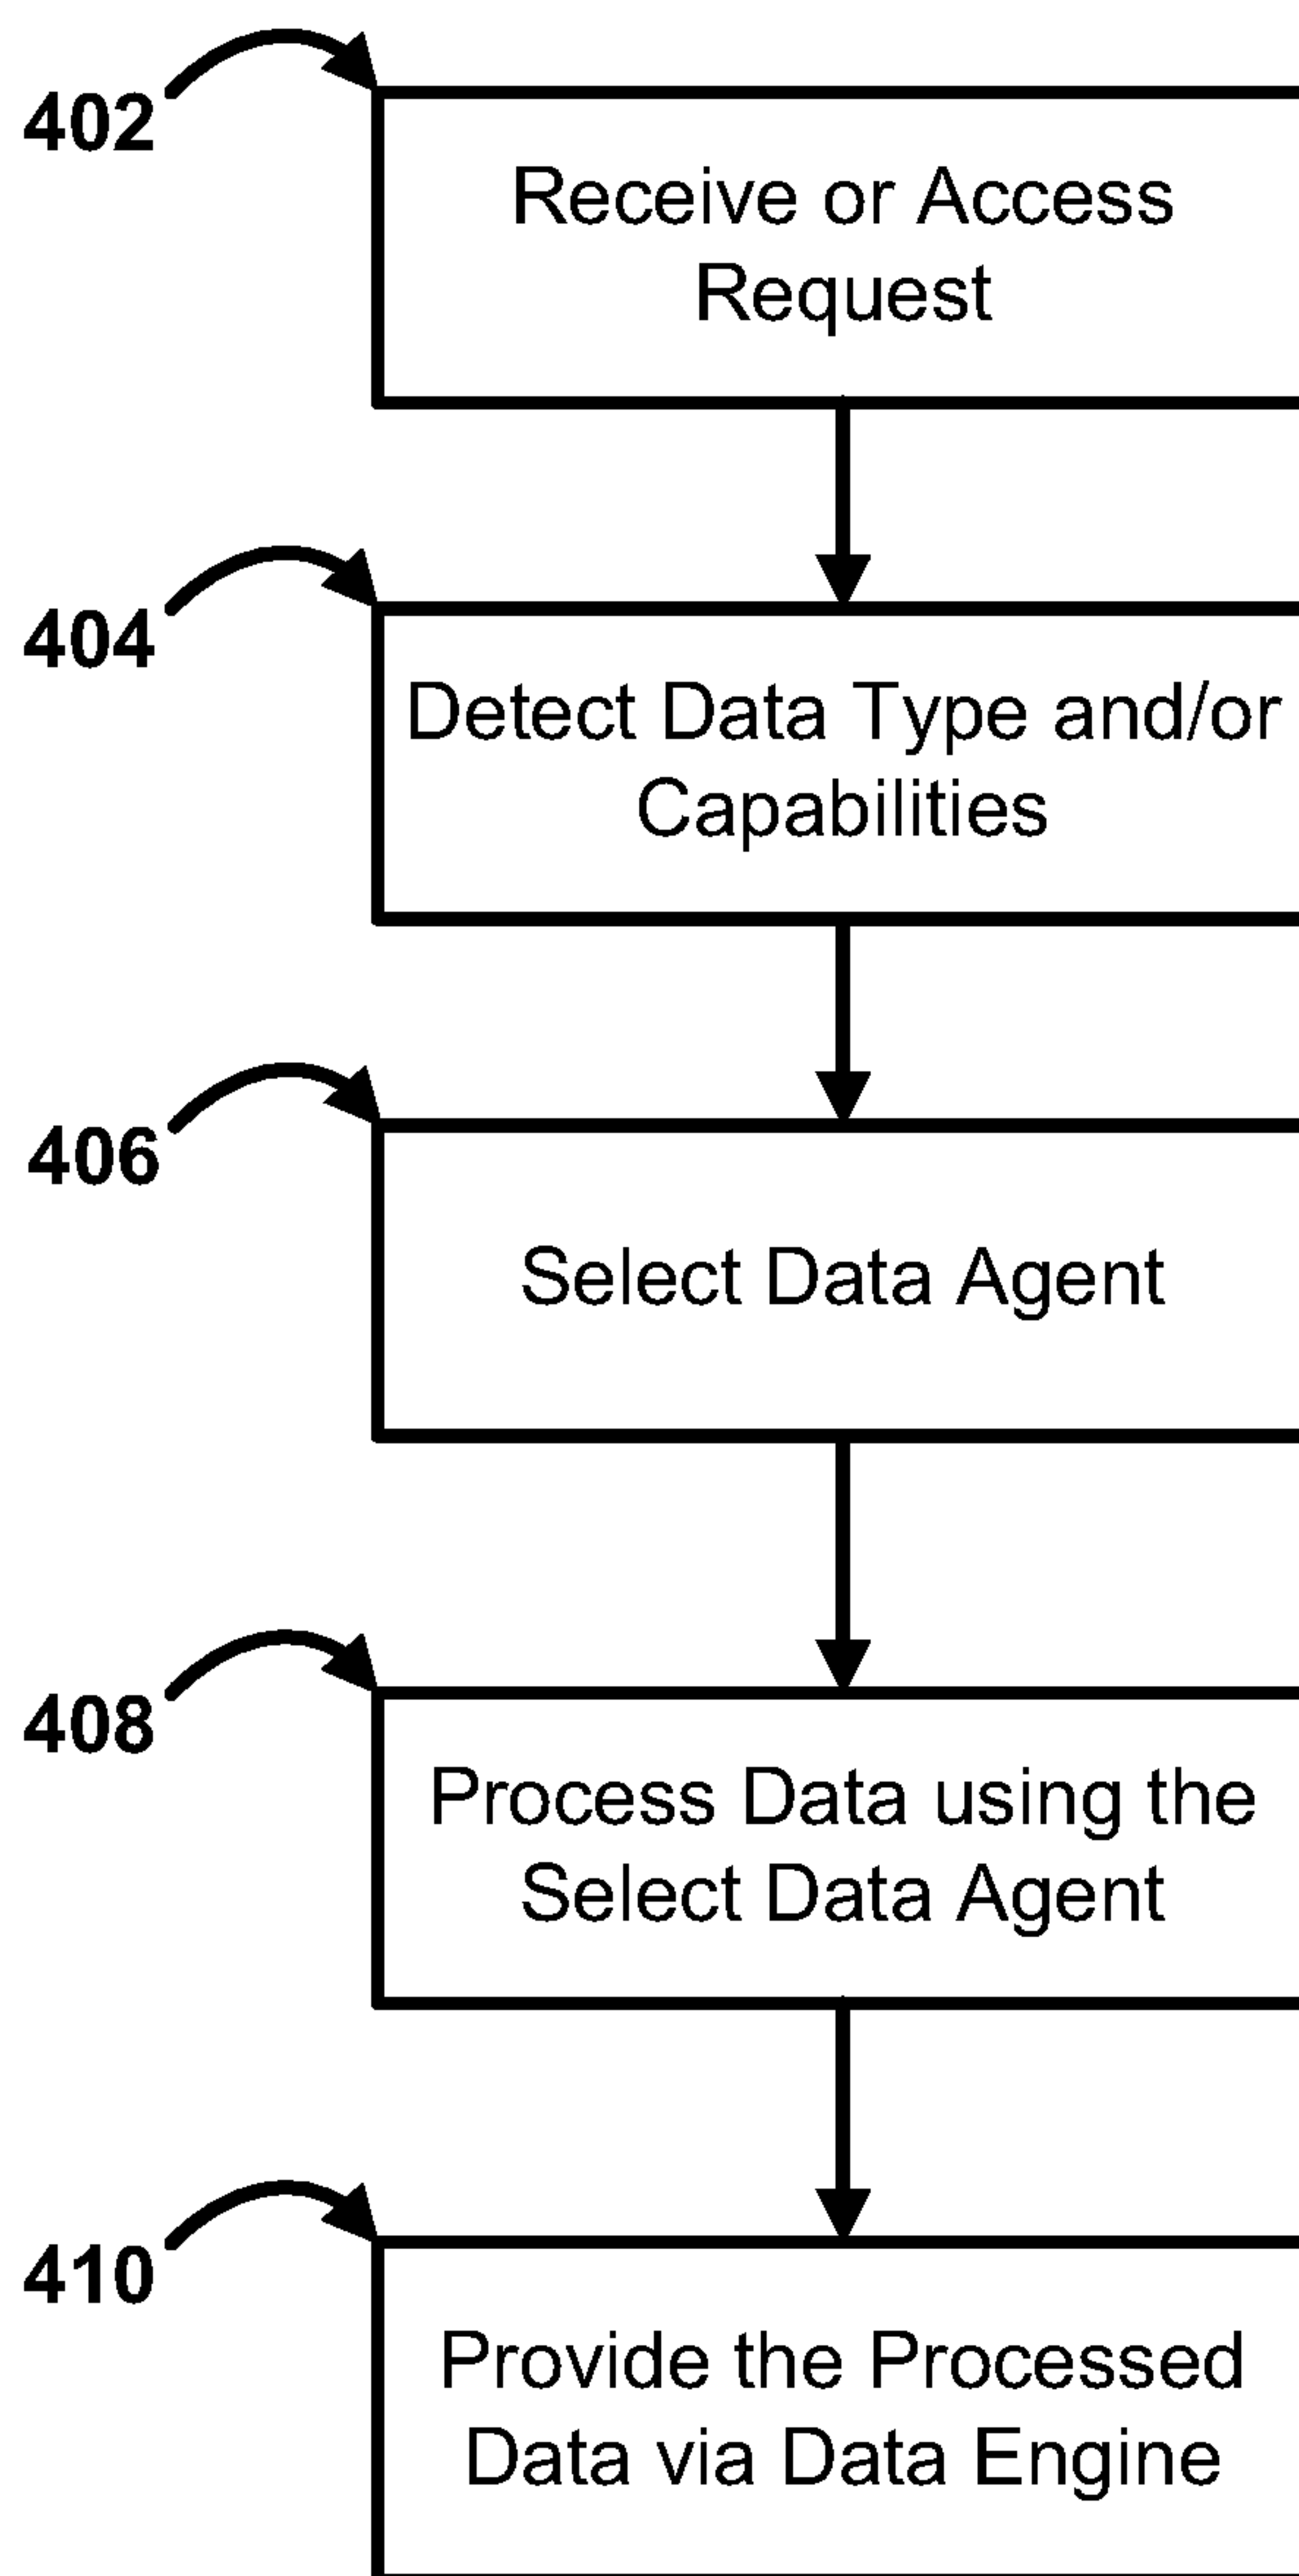 402
Receive or Access
Request
404
Detect Data Type and/or
Capabilities
406
Select Data Agent
408
Process Data using the
Select Data Agent
410
Provide the Processed
Data via Data Engine